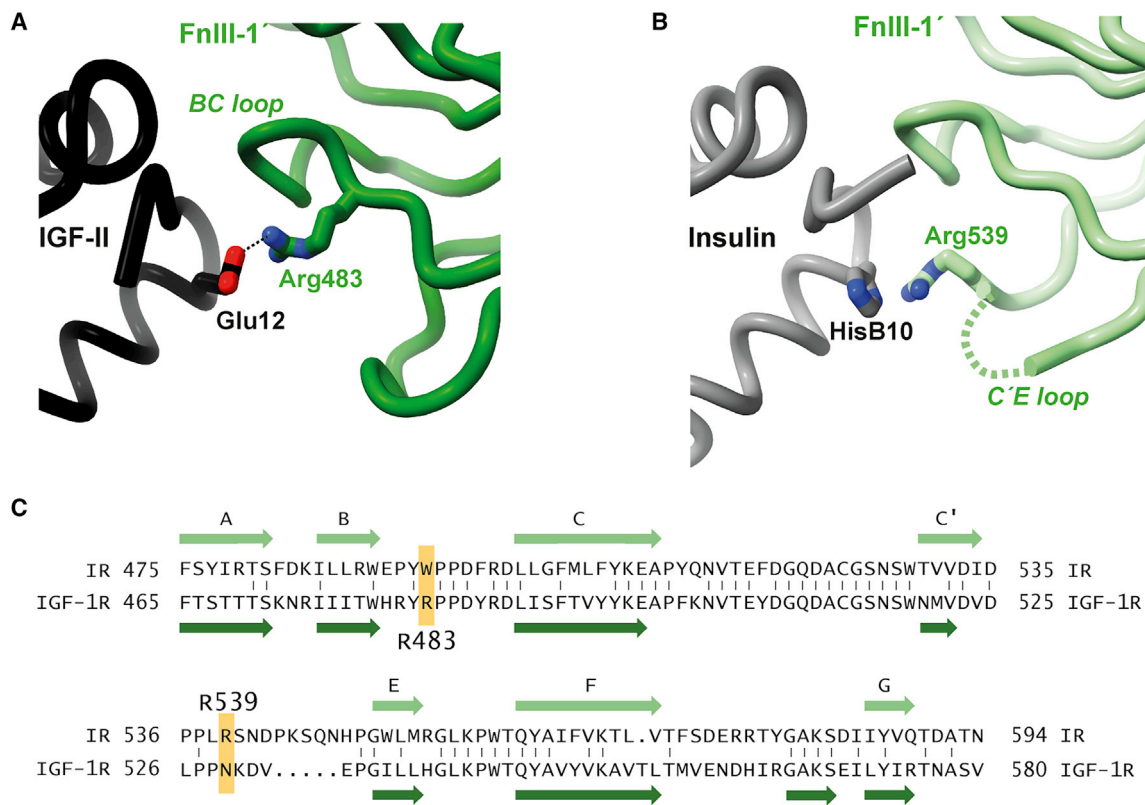 A
FnIII-1´
BC loop
IGF-II
Arg483
Glu12
B
FnIII-1´
Insulin
Arg539
HisB10
C´E loop
C
A B C C'
IR 475 FSYIRTSFDKILLRWEPYWPPDFRDLLGFMLFYKEAPYQNVTEFDGQDACGSNSWTVVDID 535 IR
IGF-1R 465 FTSTTTSKNRIIITWHRYRPPDYRDLISFTVYYKEAPFKNVTEYDGQDACGSNSWNMVDVD 525 IGF-1R
R483
R539 E F G
IR 536 PPLRSNDPKSQNHPGWLMRGLKPWTQYAIFVKTL.VTFSDERRTYGAKSDIIYVQTDATN 594 IR
IGF-1R 526 LPPNKDV.....EPGILLHGLKPWTQYAVYVKAVTLTMVENDHIRGAKSEILYIRTNASV 580 IGF-1R